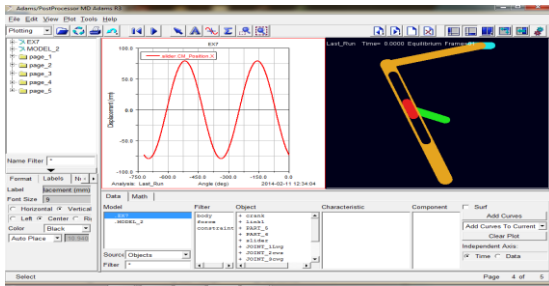 Adams/PostProcessor MD Adams R3
File Edit View Plot Tools Help
Plotting
EX7
MODEL_2
page_1
page_2
page_3
page_4
page_5
Name Filter *
Format Labels
Label lacement (mm)
Font Size 9
Horizontal Vertical
Left Center
Color Black
Auto Place
EX7
slider.CM_Position.X
Displacement (mm)
100.0
50.0
0.0
-50.0
-100.0
-750.0 -600.0 -450.0 -300.0 -150.0 0.0
Analysis: Last_Run Angle (deg) 2014-02-11 12:34:04
Last_Run Time= 0.0000 Equilibrium
Data Math
Model Filter Object Characteristic Component Surf
.EX7
.MODEL_2
body
force
constraint
+ crank
+ link1
+ PART_5
+ PART_6
+ slider
Source Objects
Filter *
Add Curves
Add Curves To Current
Clear Plot
Independent Axis:
Time Data
Select Page 4 of 5